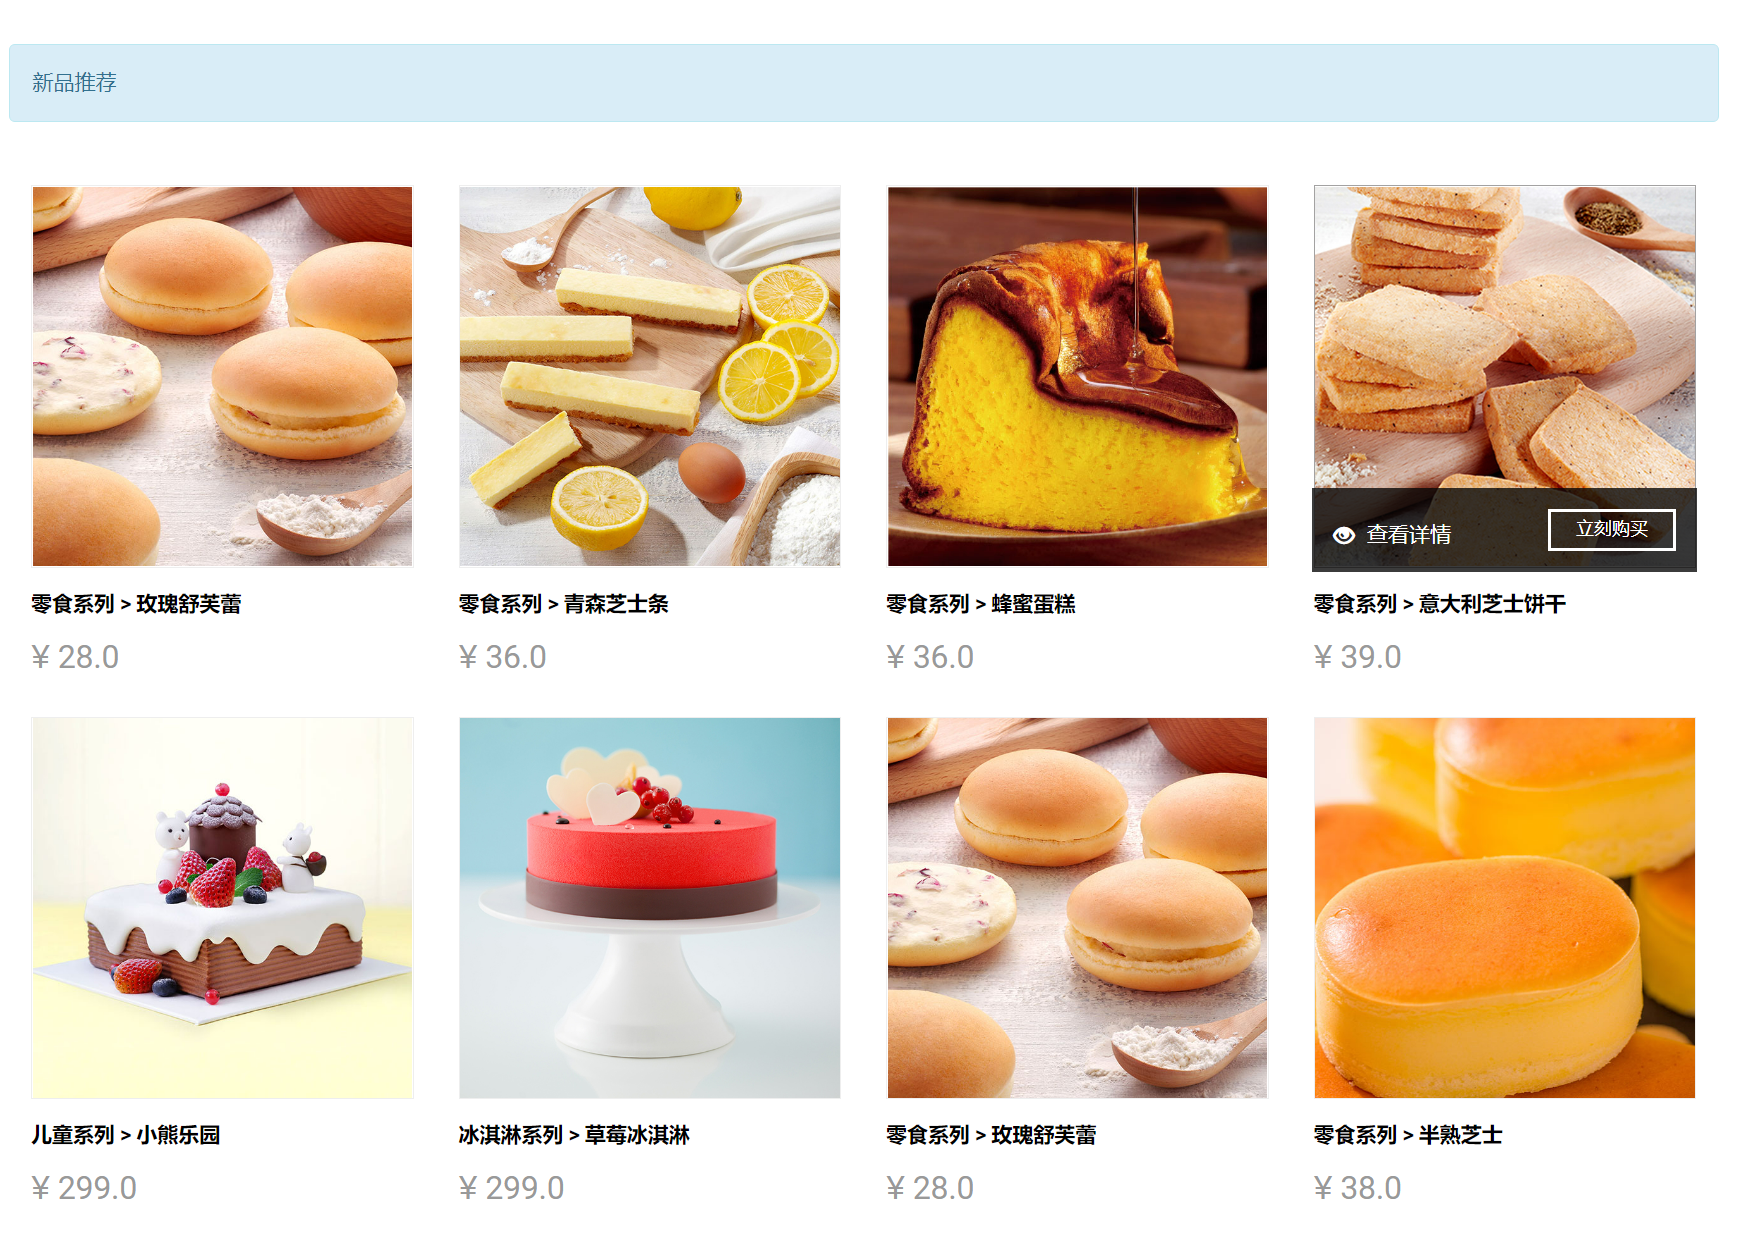 新品推荐
查看详情 立刻购买
零食系列 > 玫瑰舒芙蕾
零食系列 > 青森芝士条
零食系列 > 蜂蜜蛋糕
零食系列 > 意大利芝士饼干
¥ 28.0
¥ 36.0
¥ 36.0
¥ 39.0
儿童系列 > 小熊乐园
冰淇淋系列 > 草莓冰淇淋
零食系列 > 玫瑰舒芙蕾
零食系列 > 半熟芝士
¥ 299.0
¥ 299.0
¥ 28.0
¥ 38.0